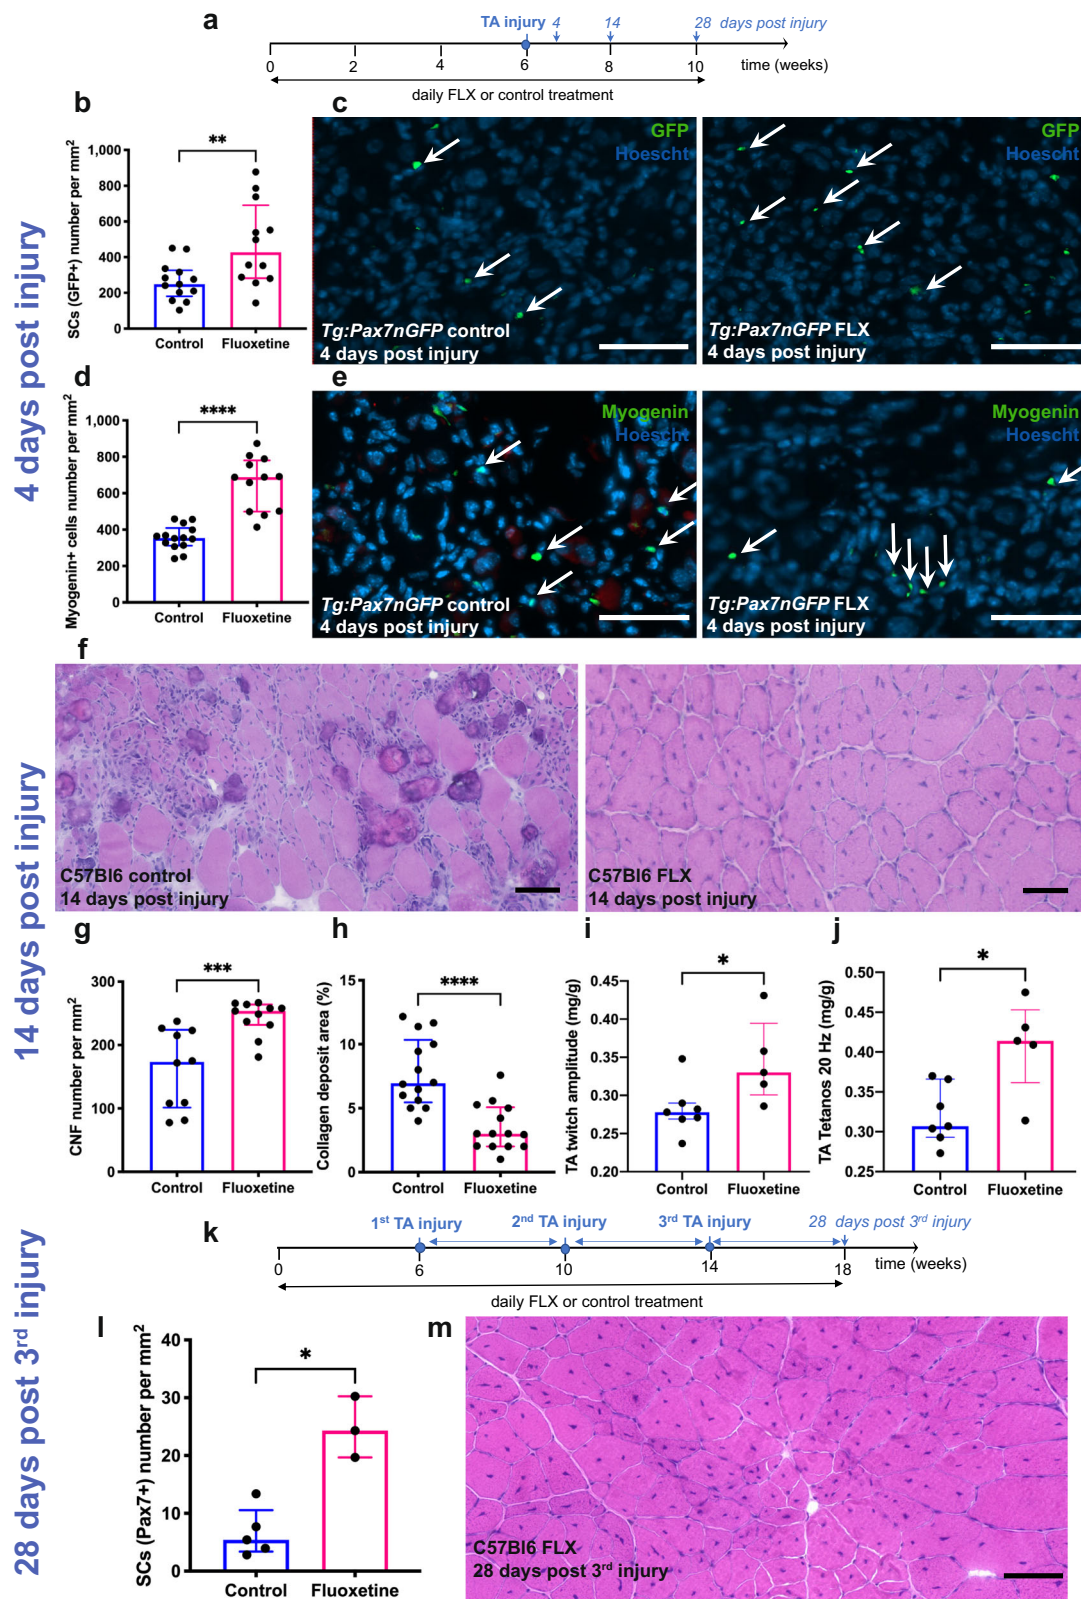 a
TA injury 4 14 28 days post injury
0 2 4 6 8 10 time (weeks)
daily FLX or control treatment
4 days post injury
b
**
SCs (GFP+) number per mm2
1,000
800
600
400
200
0
Control Fluoxetine
c
GFP
Hoescht
Tg:Pax7nGFP control
4 days post injury
GFP
Hoescht
Tg:Pax7nGFP FLX
4 days post injury
d
****
Myogenin+ cells number per mm2
1,000
800
600
400
200
0
Control Fluoxetine
e
Myogenin
Hoescht
Tg:Pax7nGFP control
4 days post injury
Myogenin
Hoescht
Tg:Pax7nGFP FLX
4 days post injury
14 days post injury
f
C57Bl6 control
14 days post injury
C57Bl6 FLX
14 days post injury
g
***
CNF number per mm2
300
200
100
0
Control Fluoxetine
h
****
Collagen deposit area (%)
15
10
5
0
Control Fluoxetine
i
*
TA twitch amplitude (mg/g)
0.45
0.40
0.35
0.30
0.25
0.20
Control Fluoxetine
j
*
TA Tetanos 20 Hz (mg/g)
0.50
0.45
0.40
0.35
0.30
0.25
Control Fluoxetine
28 days post 3rd injury
k
1st TA injury 2nd TA injury 3rd TA injury 28 days post 3rd injury
0 6 10 14 18 time (weeks)
daily FLX or control treatment
l
*
SCs (Pax7+) number per mm2
40
30
20
10
0
Control Fluoxetine
m
C57Bl6 FLX
28 days post 3rd injury